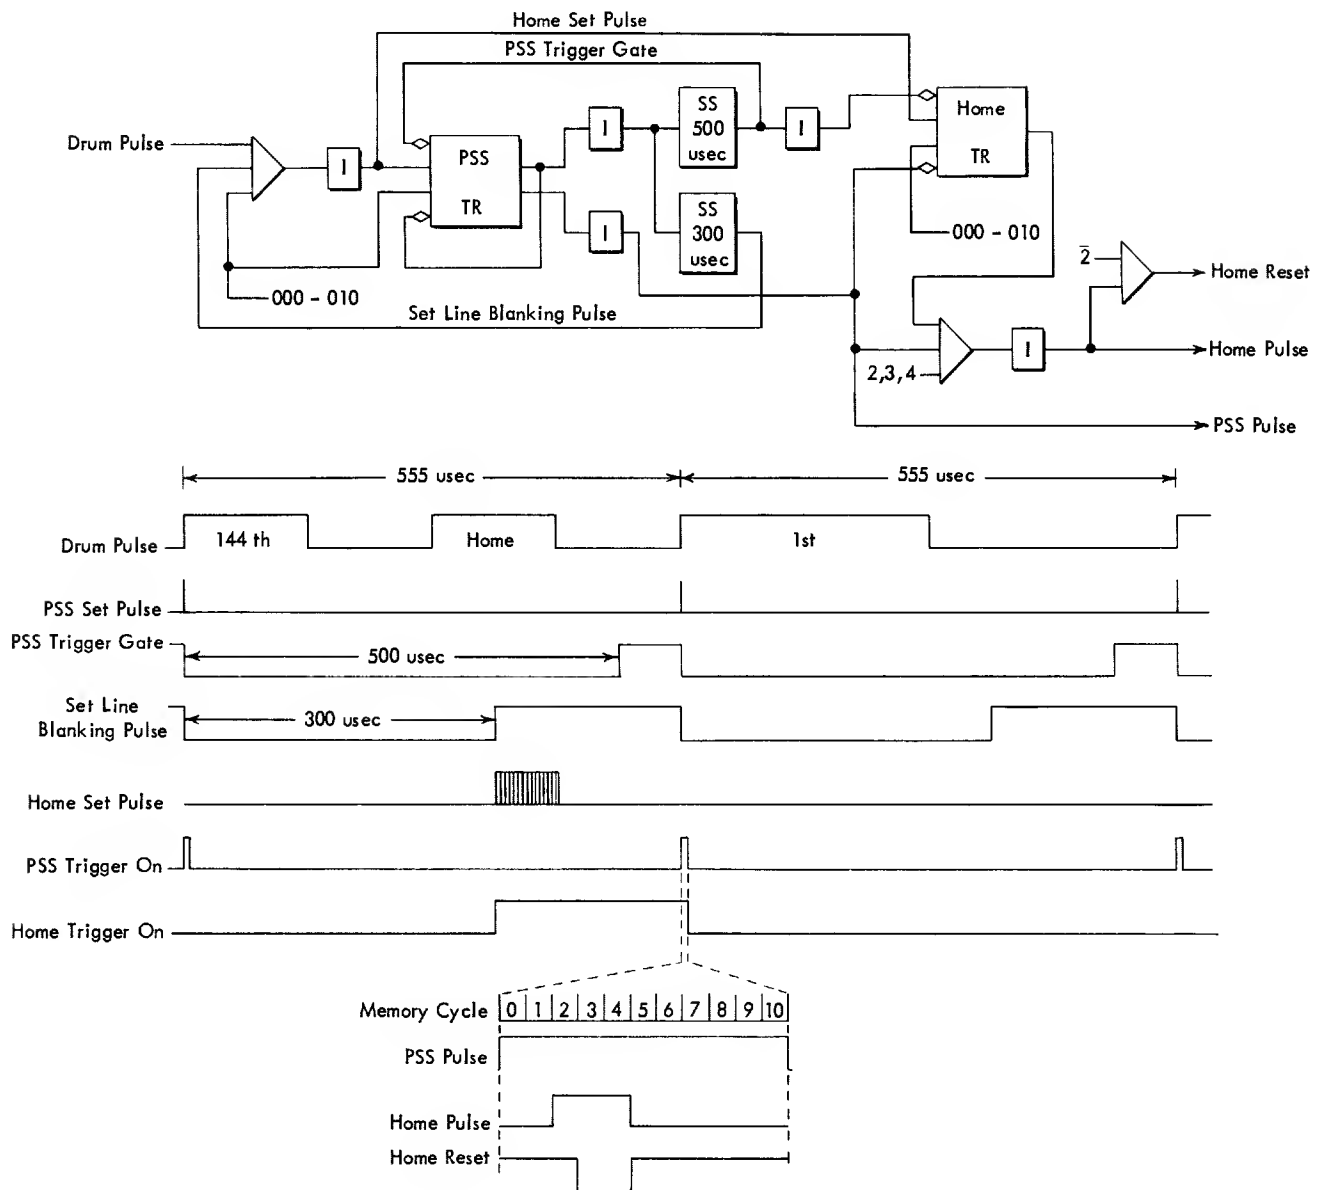 Home Set Pulse
PSS Trigger Gate
Drum Pulse
I
PSS
TR
I
I
SS
500
usec
SS
300
usec
I
Home
TR
000 - 010
000 - 010
Set Line Blanking Pulse
2̅
Home Reset
2,3,4
I
Home Pulse
PSS Pulse
555 usec
555 usec
Drum Pulse
144 th
Home
1st
PSS Set Pulse
PSS Trigger Gate
500 usec
Set Line
Blanking Pulse
300 usec
Home Set Pulse
PSS Trigger On
Home Trigger On
Memory Cycle
0 1 2 3 4 5 6 7 8 9 10
PSS Pulse
Home Pulse
Home Reset